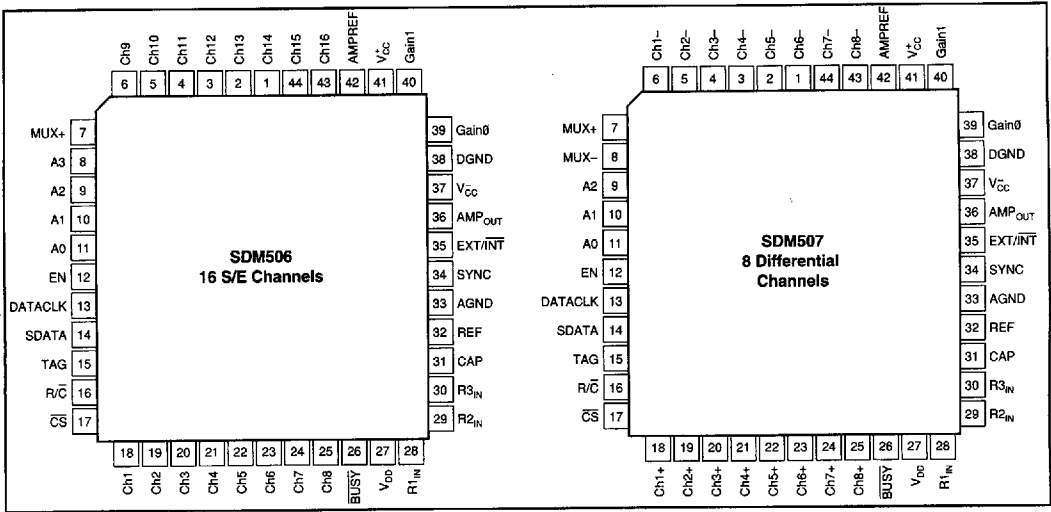 Ch9 Ch10 Ch11 Ch12 Ch13 Ch14 Ch15 Ch16 AMPREF V⁺CC Gain1
6 5 4 3 2 1 44 43 42 41 40
MUX+ 7
A3 8
A2 9
A1 10
A0 11
EN 12
DATACLK 13
SDATA 14
TAG 15
R/C̅ 16
C̅S̅ 17
SDM506
16 S/E Channels
39 Gain0
38 DGND
37 V⁻CC
36 AMPOUT
35 EXT/I̅N̅T̅
34 SYNC
33 AGND
32 REF
31 CAP
30 R3IN
29 R2IN
18 19 20 21 22 23 24 25 26 27 28
Ch1 Ch2 Ch3 Ch4 Ch5 Ch6 Ch7 Ch8 B̅U̅S̅Y̅ VDD R1IN
Ch1– Ch2– Ch3– Ch4– Ch5– Ch6– Ch7– Ch8– AMPREF V⁺CC Gain1
6 5 4 3 2 1 44 43 42 41 40
MUX+ 7
MUX– 8
A2 9
A1 10
A0 11
EN 12
DATACLK 13
SDATA 14
TAG 15
R/C̅ 16
C̅S̅ 17
SDM507
8 Differential
Channels
39 Gain0
38 DGND
37 V⁻CC
36 AMPOUT
35 EXT/I̅N̅T̅
34 SYNC
33 AGND
32 REF
31 CAP
30 R3IN
29 R2IN
18 19 20 21 22 23 24 25 26 27 28
Ch1+ Ch2+ Ch3+ Ch4+ Ch5+ Ch6+ Ch7+ Ch8+ B̅U̅S̅Y̅ VDD R1IN